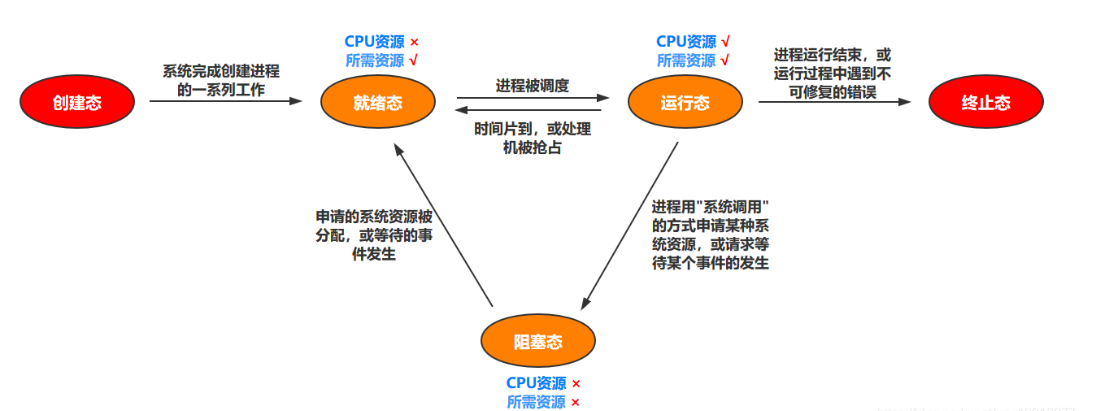 CPU资源 ×
所需资源 √
CPU资源 √
所需资源 √
系统完成创建进程
的一系列工作
进程被调度
进程运行结束，或
运行过程中遇到不
可修复的错误
创建态
就绪态
运行态
终止态
时间片到，或处理
机被抢占
申请的系统资源被
分配，或等待的事
件发生
进程用"系统调用"
的方式申请某种系
统资源，或请求等
待某个事件的发生
阻塞态
CPU资源 ×
所需资源 ×